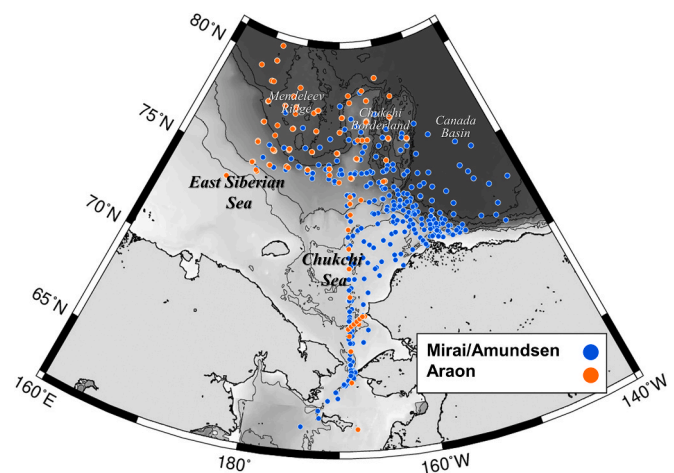 80°N
Mendeleev
Ridge
Chukchi
Borderland
Canada
Basin
75°N
East Siberian
Sea
70°N
Chukchi
Sea
65°N
Mirai/Amundsen
Araon
160°E
180°
160°W
140°W